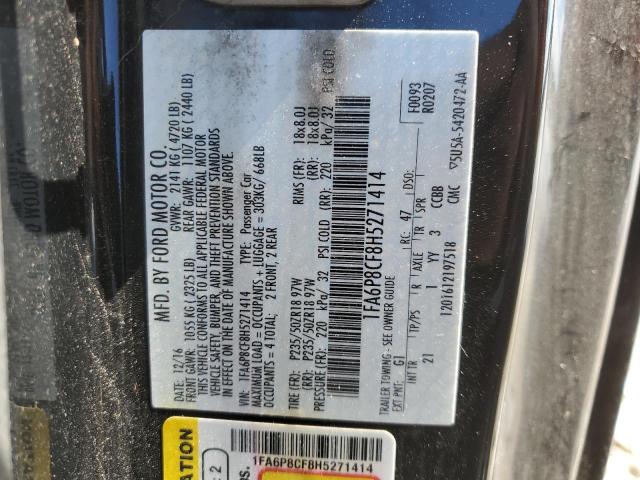 MFD. BY FORD MOTOR CO.
DATE: 12/16 GVWR: 2141 KG (4720 LB)
FRONT GAWR: 1055 KG (2325 LB) REAR GAWR: 1107 KG (2440 LB)
THIS VEHICLE CONFORMS TO ALL APPLICABLE FEDERAL MOTOR
VEHICLE SAFETY, BUMPER, AND THEFT PREVENTION STANDARDS
IN EFFECT ON THE DATE OF MANUFACTURE SHOWN ABOVE
VIN: 1FA6P8CF8H5271414 TYPE: Passenger Car
MAXIMUM LOAD = OCCUPANTS + LUGGAGE = 303KG/ 668LB
OCCUPANTS = 4 TOTAL: 2 FRONT, 2 REAR
TIRE (FR): P235/50ZR18 97W RIMS (FR): 18x8.0J
(RR): P235/50ZR18 97W (RR): 18x8.0J
PRESSURE (FR): 220 kPa/ 32 PSI COLD (RR): 220 kPa/ 32 PSI COLD
1FA6P8CF8H5271414
F0093
R0207
TRAILER TOWING - SEE OWNER GUIDE
EXT PNT: G1 RC: 47 DSO:
INT TR TP/PS R AXLE TR SPR
21 1 YY 3 CCBB
1201612197518 CMC
5U5A-5420472-AA
1FA6P8CF8H5271414
2